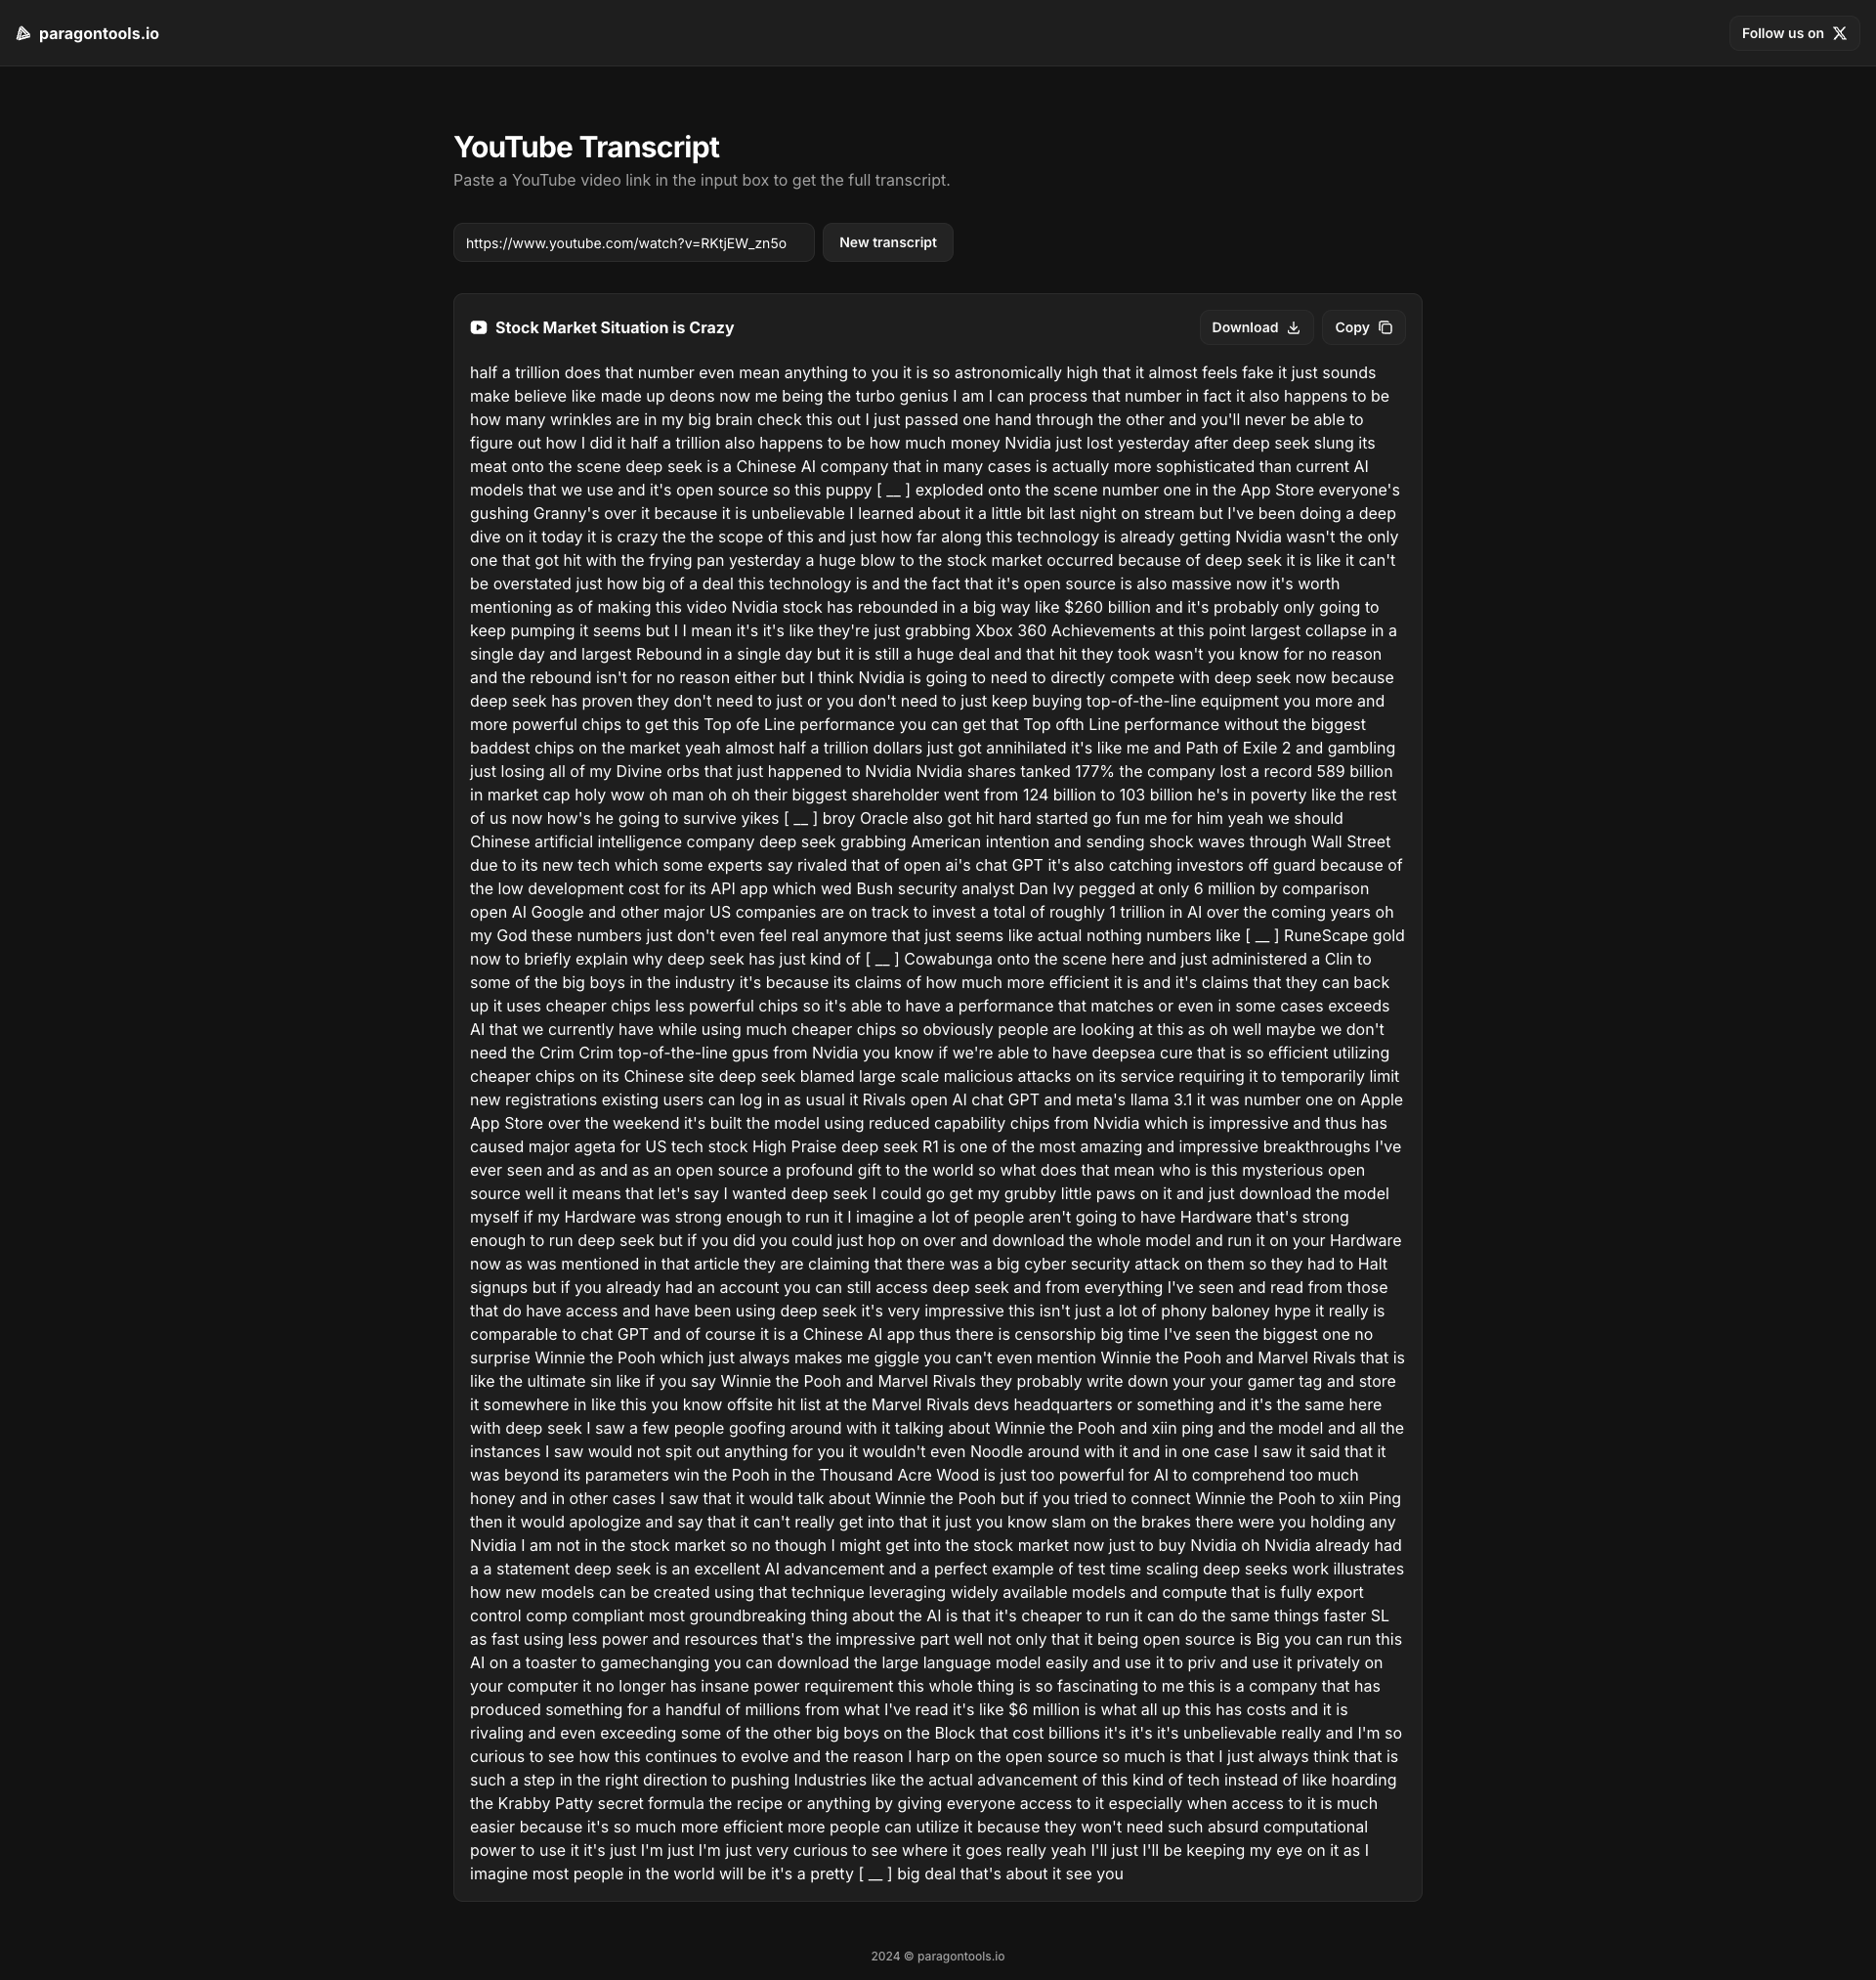 paragontools.io
Follow us on
YouTube Transcript
Paste a YouTube video link in the input box to get the full transcript.
https://www.youtube.com/watch?v=RKtjEW_zn5o
New transcript
Stock Market Situation is Crazy
Download
Copy
half a trillion does that number even mean anything to you it is so astronomically high that it almost feels fake it just sounds
make believe like made up deons now me being the turbo genius I am I can process that number in fact it also happens to be
how many wrinkles are in my big brain check this out I just passed one hand through the other and you'll never be able to
figure out how I did it half a trillion also happens to be how much money Nvidia just lost yesterday after deep seek slung its
meat onto the scene deep seek is a Chinese AI company that in many cases is actually more sophisticated than current AI
models that we use and it's open source so this puppy [ __ ] exploded onto the scene number one in the App Store everyone's
gushing Granny's over it because it is unbelievable I learned about it a little bit last night on stream but I've been doing a deep
dive on it today it is crazy the the scope of this and just how far along this technology is already getting Nvidia wasn't the only
one that got hit with the frying pan yesterday a huge blow to the stock market occurred because of deep seek it is like it can't
be overstated just how big of a deal this technology is and the fact that it's open source is also massive now it's worth
mentioning as of making this video Nvidia stock has rebounded in a big way like $260 billion and it's probably only going to
keep pumping it seems but I I mean it's it's like they're just grabbing Xbox 360 Achievements at this point largest collapse in a
single day and largest Rebound in a single day but it is still a huge deal and that hit they took wasn't you know for no reason
and the rebound isn't for no reason either but I think Nvidia is going to need to directly compete with deep seek now because
deep seek has proven they don't need to just or you don't need to just keep buying top-of-the-line equipment you more and
more powerful chips to get this Top ofe Line performance you can get that Top ofth Line performance without the biggest
baddest chips on the market yeah almost half a trillion dollars just got annihilated it's like me and Path of Exile 2 and gambling
just losing all of my Divine orbs that just happened to Nvidia Nvidia shares tanked 177% the company lost a record 589 billion
in market cap holy wow oh man oh oh their biggest shareholder went from 124 billion to 103 billion he's in poverty like the rest
of us now how's he going to survive yikes [ __ ] broy Oracle also got hit hard started go fun me for him yeah we should
Chinese artificial intelligence company deep seek grabbing American intention and sending shock waves through Wall Street
due to its new tech which some experts say rivaled that of open ai's chat GPT it's also catching investors off guard because of
the low development cost for its API app which wed Bush security analyst Dan Ivy pegged at only 6 million by comparison
open AI Google and other major US companies are on track to invest a total of roughly 1 trillion in AI over the coming years oh
my God these numbers just don't even feel real anymore that just seems like actual nothing numbers like [ __ ] RuneScape gold
now to briefly explain why deep seek has just kind of [ __ ] Cowabunga onto the scene here and just administered a Clin to
some of the big boys in the industry it's because its claims of how much more efficient it is and it's claims that they can back
up it uses cheaper chips less powerful chips so it's able to have a performance that matches or even in some cases exceeds
AI that we currently have while using much cheaper chips so obviously people are looking at this as oh well maybe we don't
need the Crim Crim top-of-the-line gpus from Nvidia you know if we're able to have deepsea cure that is so efficient utilizing
cheaper chips on its Chinese site deep seek blamed large scale malicious attacks on its service requiring it to temporarily limit
new registrations existing users can log in as usual it Rivals open AI chat GPT and meta's llama 3.1 it was number one on Apple
App Store over the weekend it's built the model using reduced capability chips from Nvidia which is impressive and thus has
caused major ageta for US tech stock High Praise deep seek R1 is one of the most amazing and impressive breakthroughs I've
ever seen and as and as an open source a profound gift to the world so what does that mean who is this mysterious open
source well it means that let's say I wanted deep seek I could go get my grubby little paws on it and just download the model
myself if my Hardware was strong enough to run it I imagine a lot of people aren't going to have Hardware that's strong
enough to run deep seek but if you did you could just hop on over and download the whole model and run it on your Hardware
now as was mentioned in that article they are claiming that there was a big cyber security attack on them so they had to Halt
signups but if you already had an account you can still access deep seek and from everything I've seen and read from those
that do have access and have been using deep seek it's very impressive this isn't just a lot of phony baloney hype it really is
comparable to chat GPT and of course it is a Chinese AI app thus there is censorship big time I've seen the biggest one no
surprise Winnie the Pooh which just always makes me giggle you can't even mention Winnie the Pooh and Marvel Rivals that is
like the ultimate sin like if you say Winnie the Pooh and Marvel Rivals they probably write down your your gamer tag and store
it somewhere in like this you know offsite hit list at the Marvel Rivals devs headquarters or something and it's the same here
with deep seek I saw a few people goofing around with it talking about Winnie the Pooh and xiin ping and the model and all the
instances I saw would not spit out anything for you it wouldn't even Noodle around with it and in one case I saw it said that it
was beyond its parameters win the Pooh in the Thousand Acre Wood is just too powerful for AI to comprehend too much
honey and in other cases I saw that it would talk about Winnie the Pooh but if you tried to connect Winnie the Pooh to xiin Ping
then it would apologize and say that it can't really get into that it just you know slam on the brakes there were you holding any
Nvidia I am not in the stock market so no though I might get into the stock market now just to buy Nvidia oh Nvidia already had
a a statement deep seek is an excellent AI advancement and a perfect example of test time scaling deep seeks work illustrates
how new models can be created using that technique leveraging widely available models and compute that is fully export
control comp compliant most groundbreaking thing about the AI is that it's cheaper to run it can do the same things faster SL
as fast using less power and resources that's the impressive part well not only that it being open source is Big you can run this
AI on a toaster to gamechanging you can download the large language model easily and use it to priv and use it privately on
your computer it no longer has insane power requirement this whole thing is so fascinating to me this is a company that has
produced something for a handful of millions from what I've read it's like $6 million is what all up this has costs and it is
rivaling and even exceeding some of the other big boys on the Block that cost billions it's it's it's unbelievable really and I'm so
curious to see how this continues to evolve and the reason I harp on the open source so much is that I just always think that is
such a step in the right direction to pushing Industries like the actual advancement of this kind of tech instead of like hoarding
the Krabby Patty secret formula the recipe or anything by giving everyone access to it especially when access to it is much
easier because it's so much more efficient more people can utilize it because they won't need such absurd computational
power to use it it's just I'm just I'm just very curious to see where it goes really yeah I'll just I'll be keeping my eye on it as I
imagine most people in the world will be it's a pretty [ __ ] big deal that's about it see you
2024 © paragontools.io